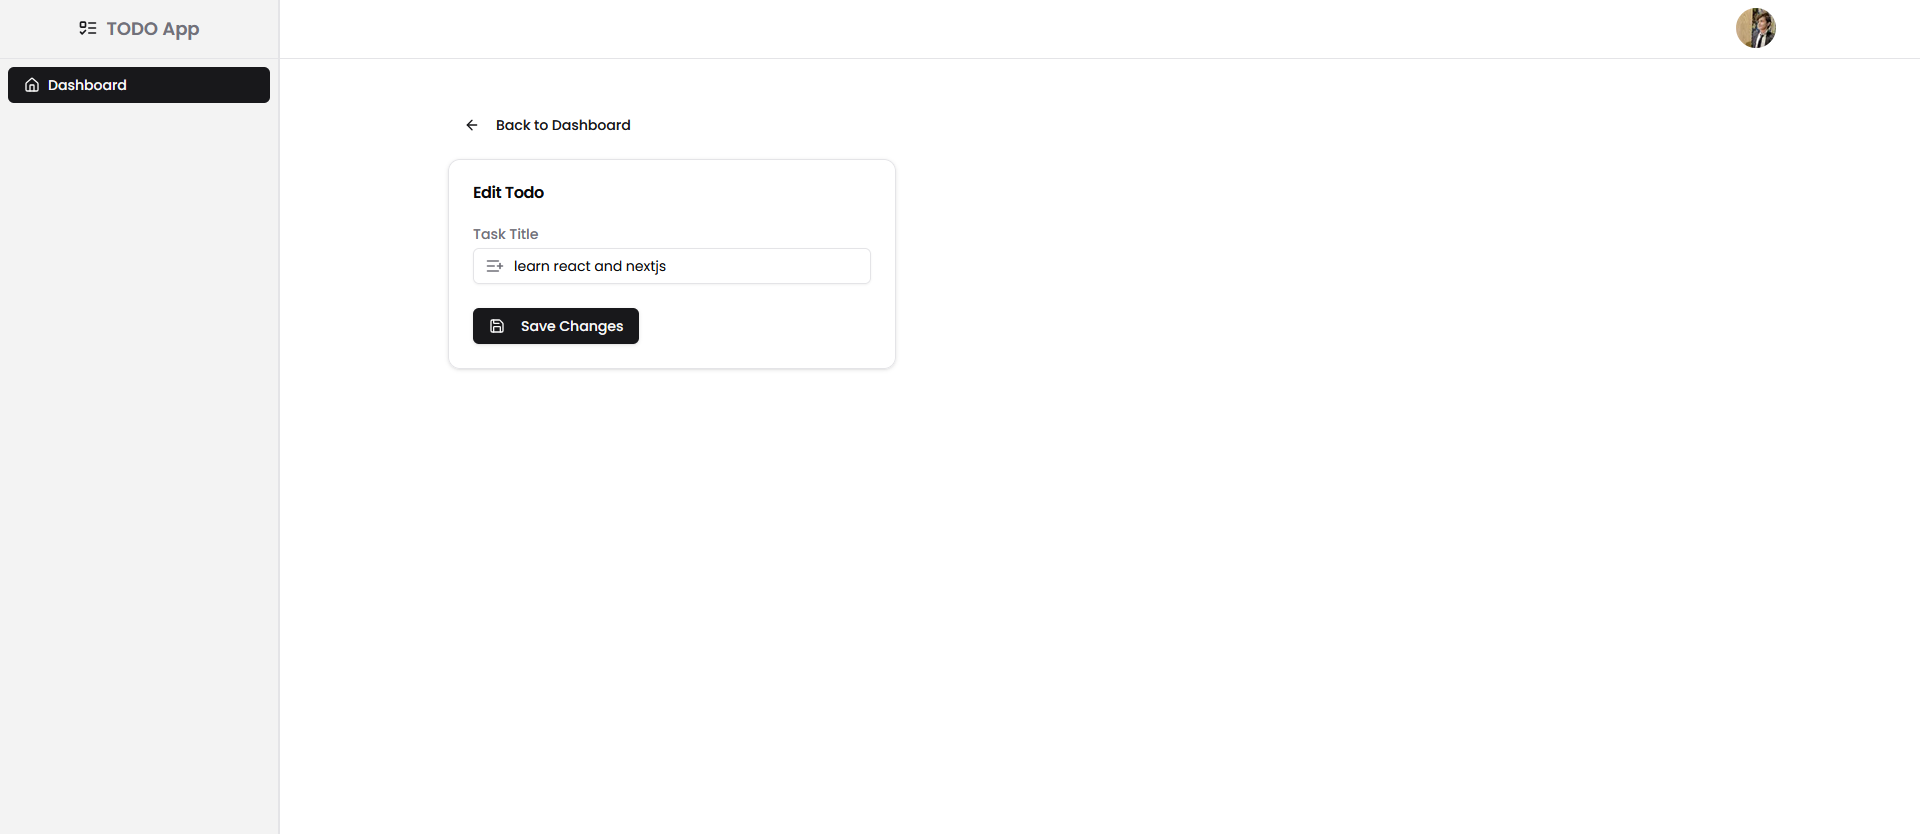 TODO App
Dashboard
Back to Dashboard
Edit Todo
Task Title
learn react and nextjs
Save Changes